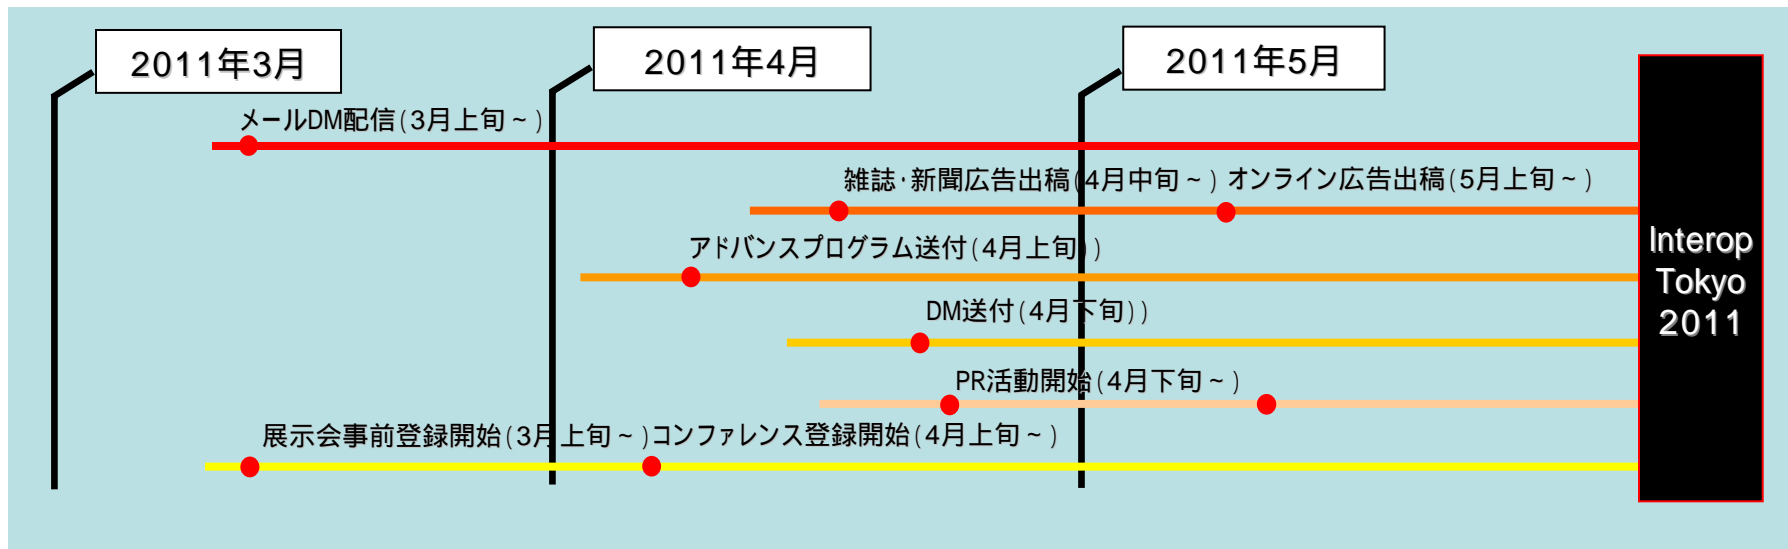 2011年3月
2011年4月
2011年5月
メールDM配信(3月上旬~)
雑誌・新聞広告出稿(4月中旬~)
オンライン広告出稿(5月上旬~)
アドバンスプログラム送付(4月上旬))
DM送付(4月下旬))
PR活動開始(4月下旬~)
展示会事前登録開始(3月上旬~)
コンファレンス登録開始(4月上旬~)
Interop
Tokyo
2011